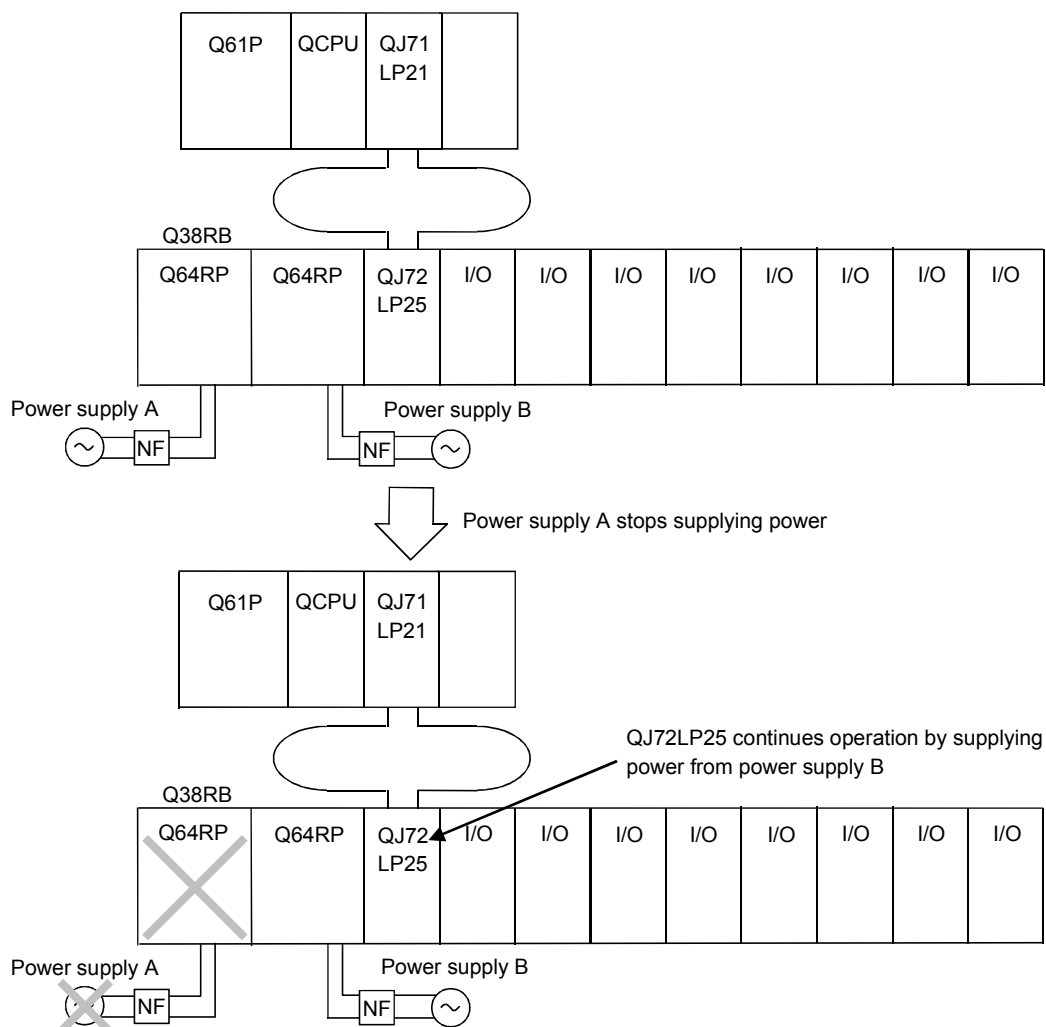 Q61P QCPU QJ71
LP21
Q38RB
Q64RP Q64RP QJ72 I/O I/O I/O I/O I/O I/O I/O I/O
LP25
Power supply A Power supply B
NF NF
Power supply A stops supplying power
Q61P QCPU QJ71
LP21
QJ72LP25 continues operation by supplying
power from power supply B
Q38RB
Q64RP Q64RP QJ72 I/O I/O I/O I/O I/O I/O I/O I/O
LP25
Power supply A Power supply B
NF NF